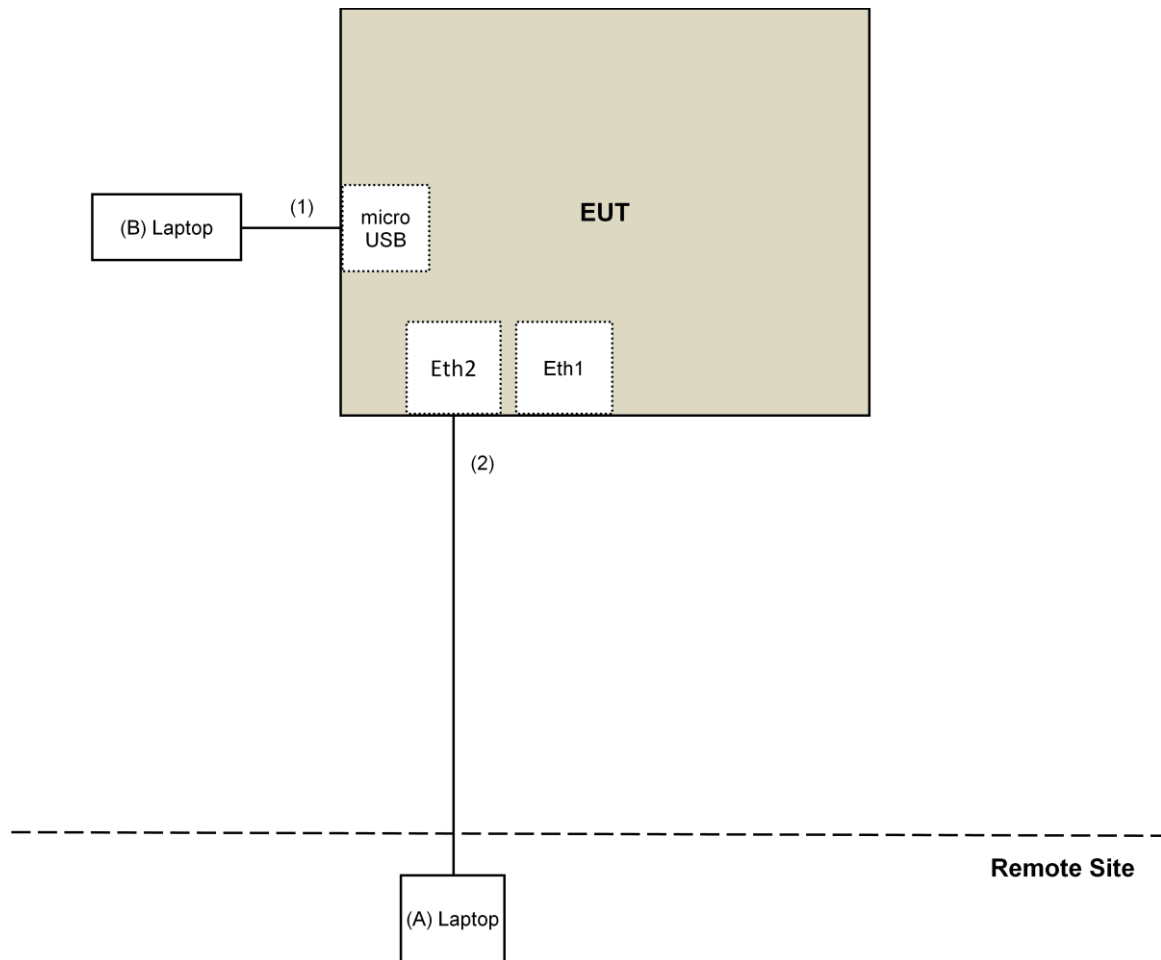 EUT
(1)
micro
USB
(B) Laptop
Eth2
Eth1
(2)
Remote Site
(A) Laptop